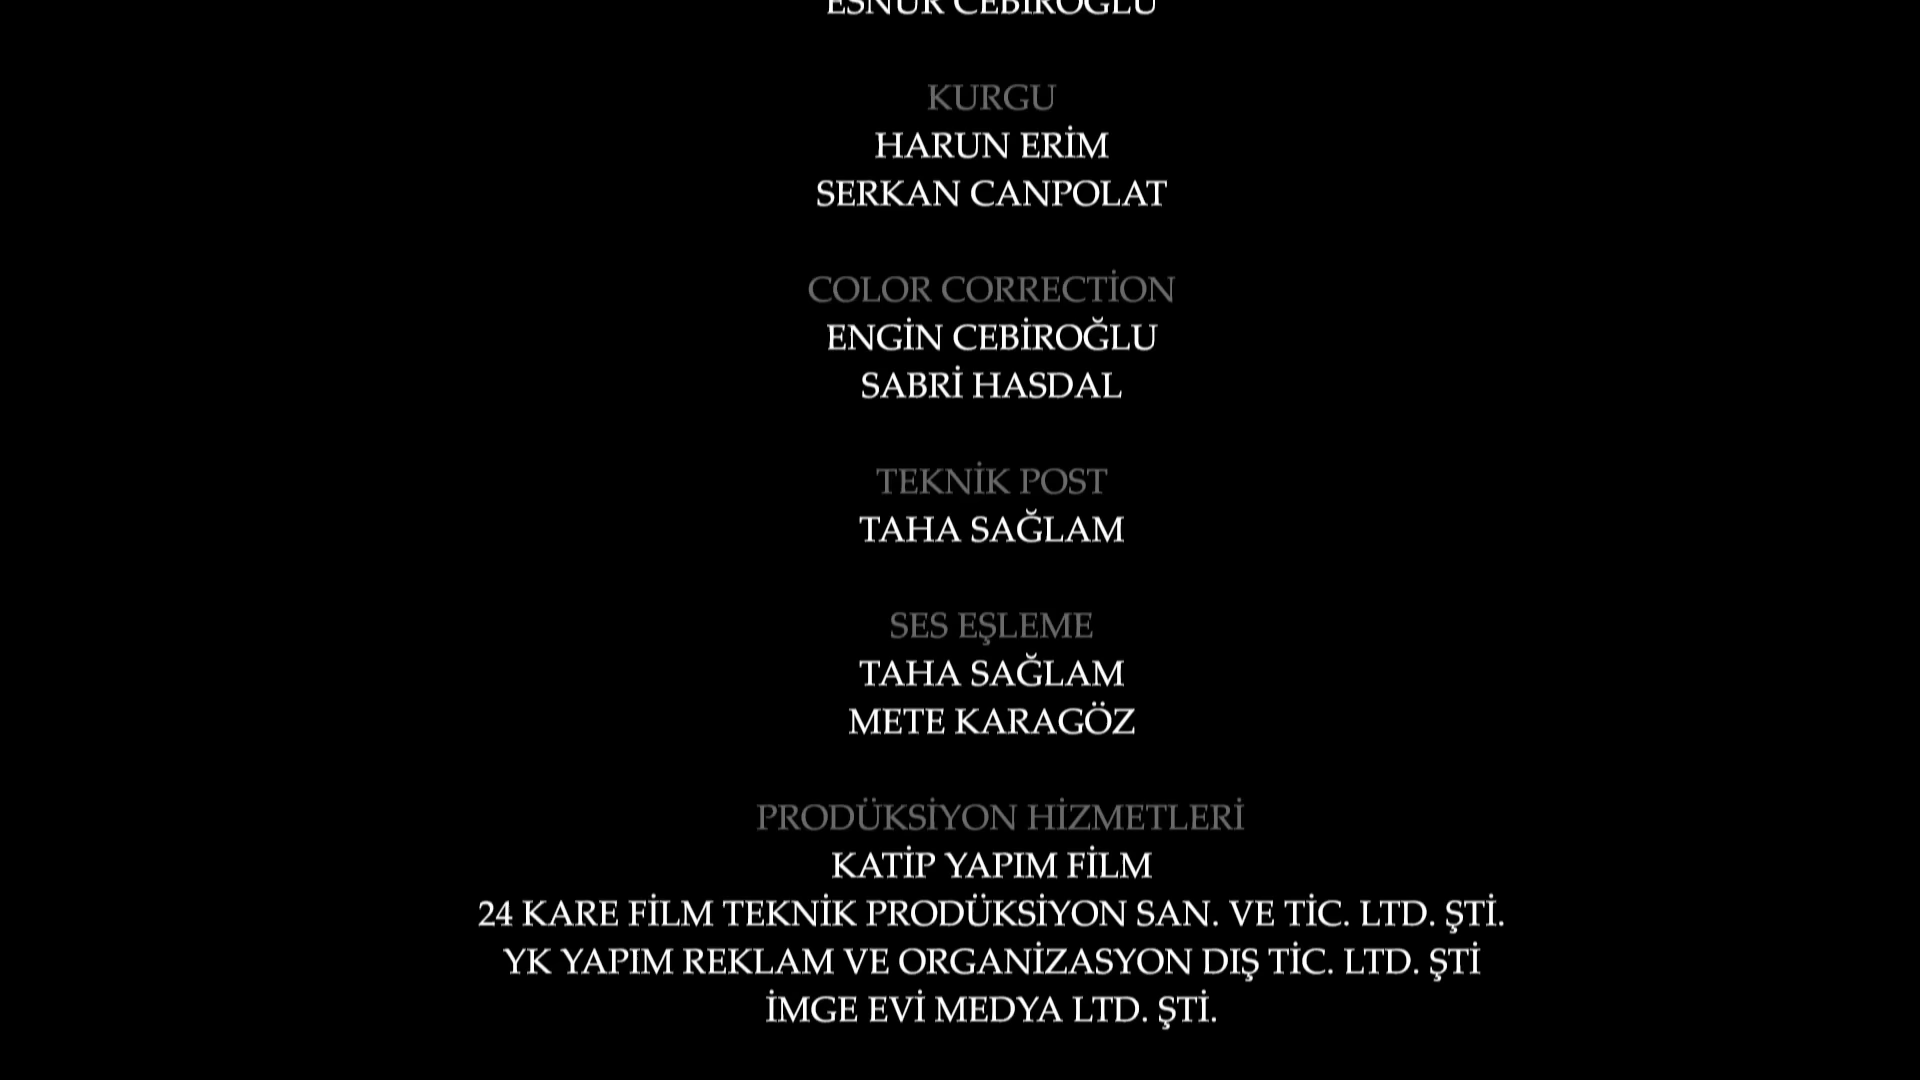 ESNUR CEBİROĞLU
KURGU
HARUN ERİM
SERKAN CANPOLAT
COLOR CORRECTİON
ENGİN CEBİROĞLU
SABRİ HASDAL
TEKNİK POST
TAHA SAĞLAM
SES EŞLEME
TAHA SAĞLAM
METE KARAGÖZ
PRODÜKSİYON HİZMETLERİ
KATİP YAPIM FİLM
24 KARE FİLM TEKNİK PRODÜKSİYON SAN. VE TİC. LTD. ŞTİ.
YK YAPIM REKLAM VE ORGANİZASYON DIŞ TİC. LTD. ŞTİ
İMGE EVİ MEDYA LTD. ŞTİ.